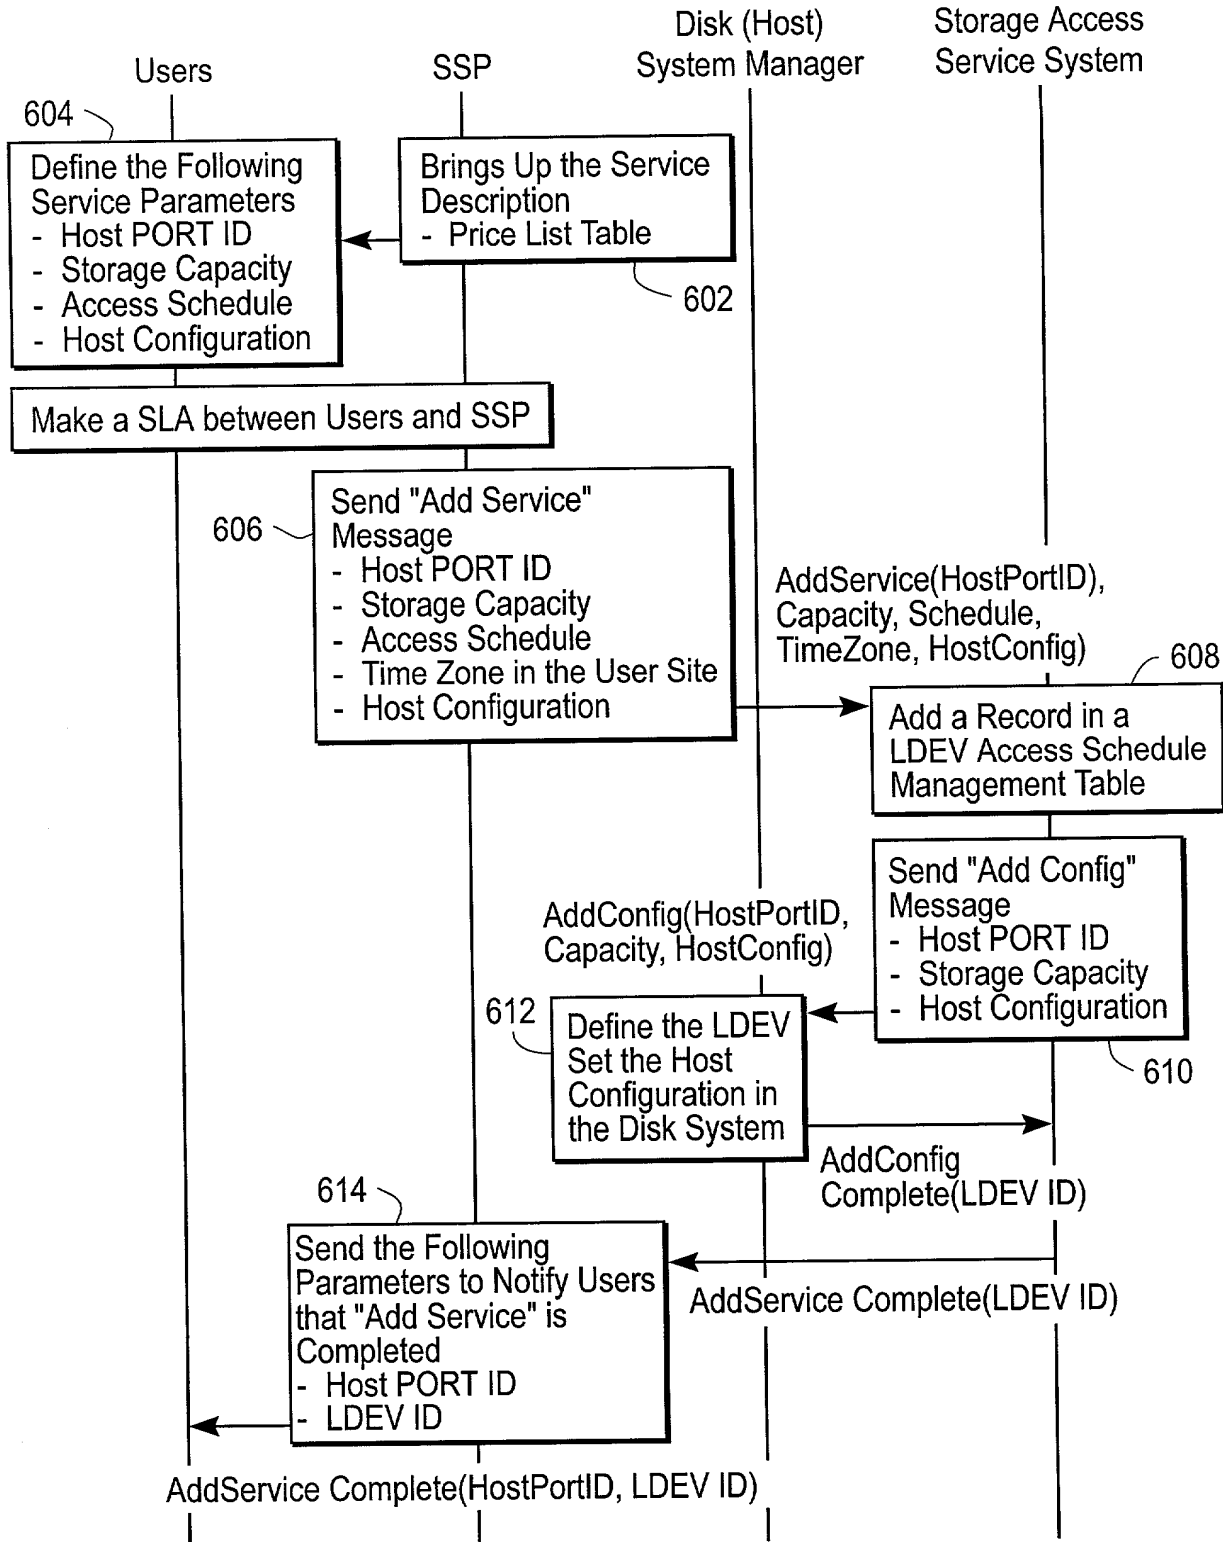 Users
SSP
Disk (Host)
System Manager
Storage Access
Service System
604
Define the Following
Service Parameters
- Host PORT ID
- Storage Capacity
- Access Schedule
- Host Configuration
Brings Up the Service
Description
- Price List Table
602
Make a SLA between Users and SSP
606
Send "Add Service"
Message
- Host PORT ID
- Storage Capacity
- Access Schedule
- Time Zone in the User Site
- Host Configuration
AddService(HostPortID),
Capacity, Schedule,
TimeZone, HostConfig)
608
Add a Record in a
LDEV Access Schedule
Management Table
Send "Add Config"
Message
- Host PORT ID
- Storage Capacity
- Host Configuration
610
AddConfig(HostPortID,
Capacity, HostConfig)
612
Define the LDEV
Set the Host
Configuration in
the Disk System
AddConfig
Complete(LDEV ID)
614
Send the Following
Parameters to Notify Users
that "Add Service" is
Completed
- Host PORT ID
- LDEV ID
AddService Complete(LDEV ID)
AddService Complete(HostPortID, LDEV ID)